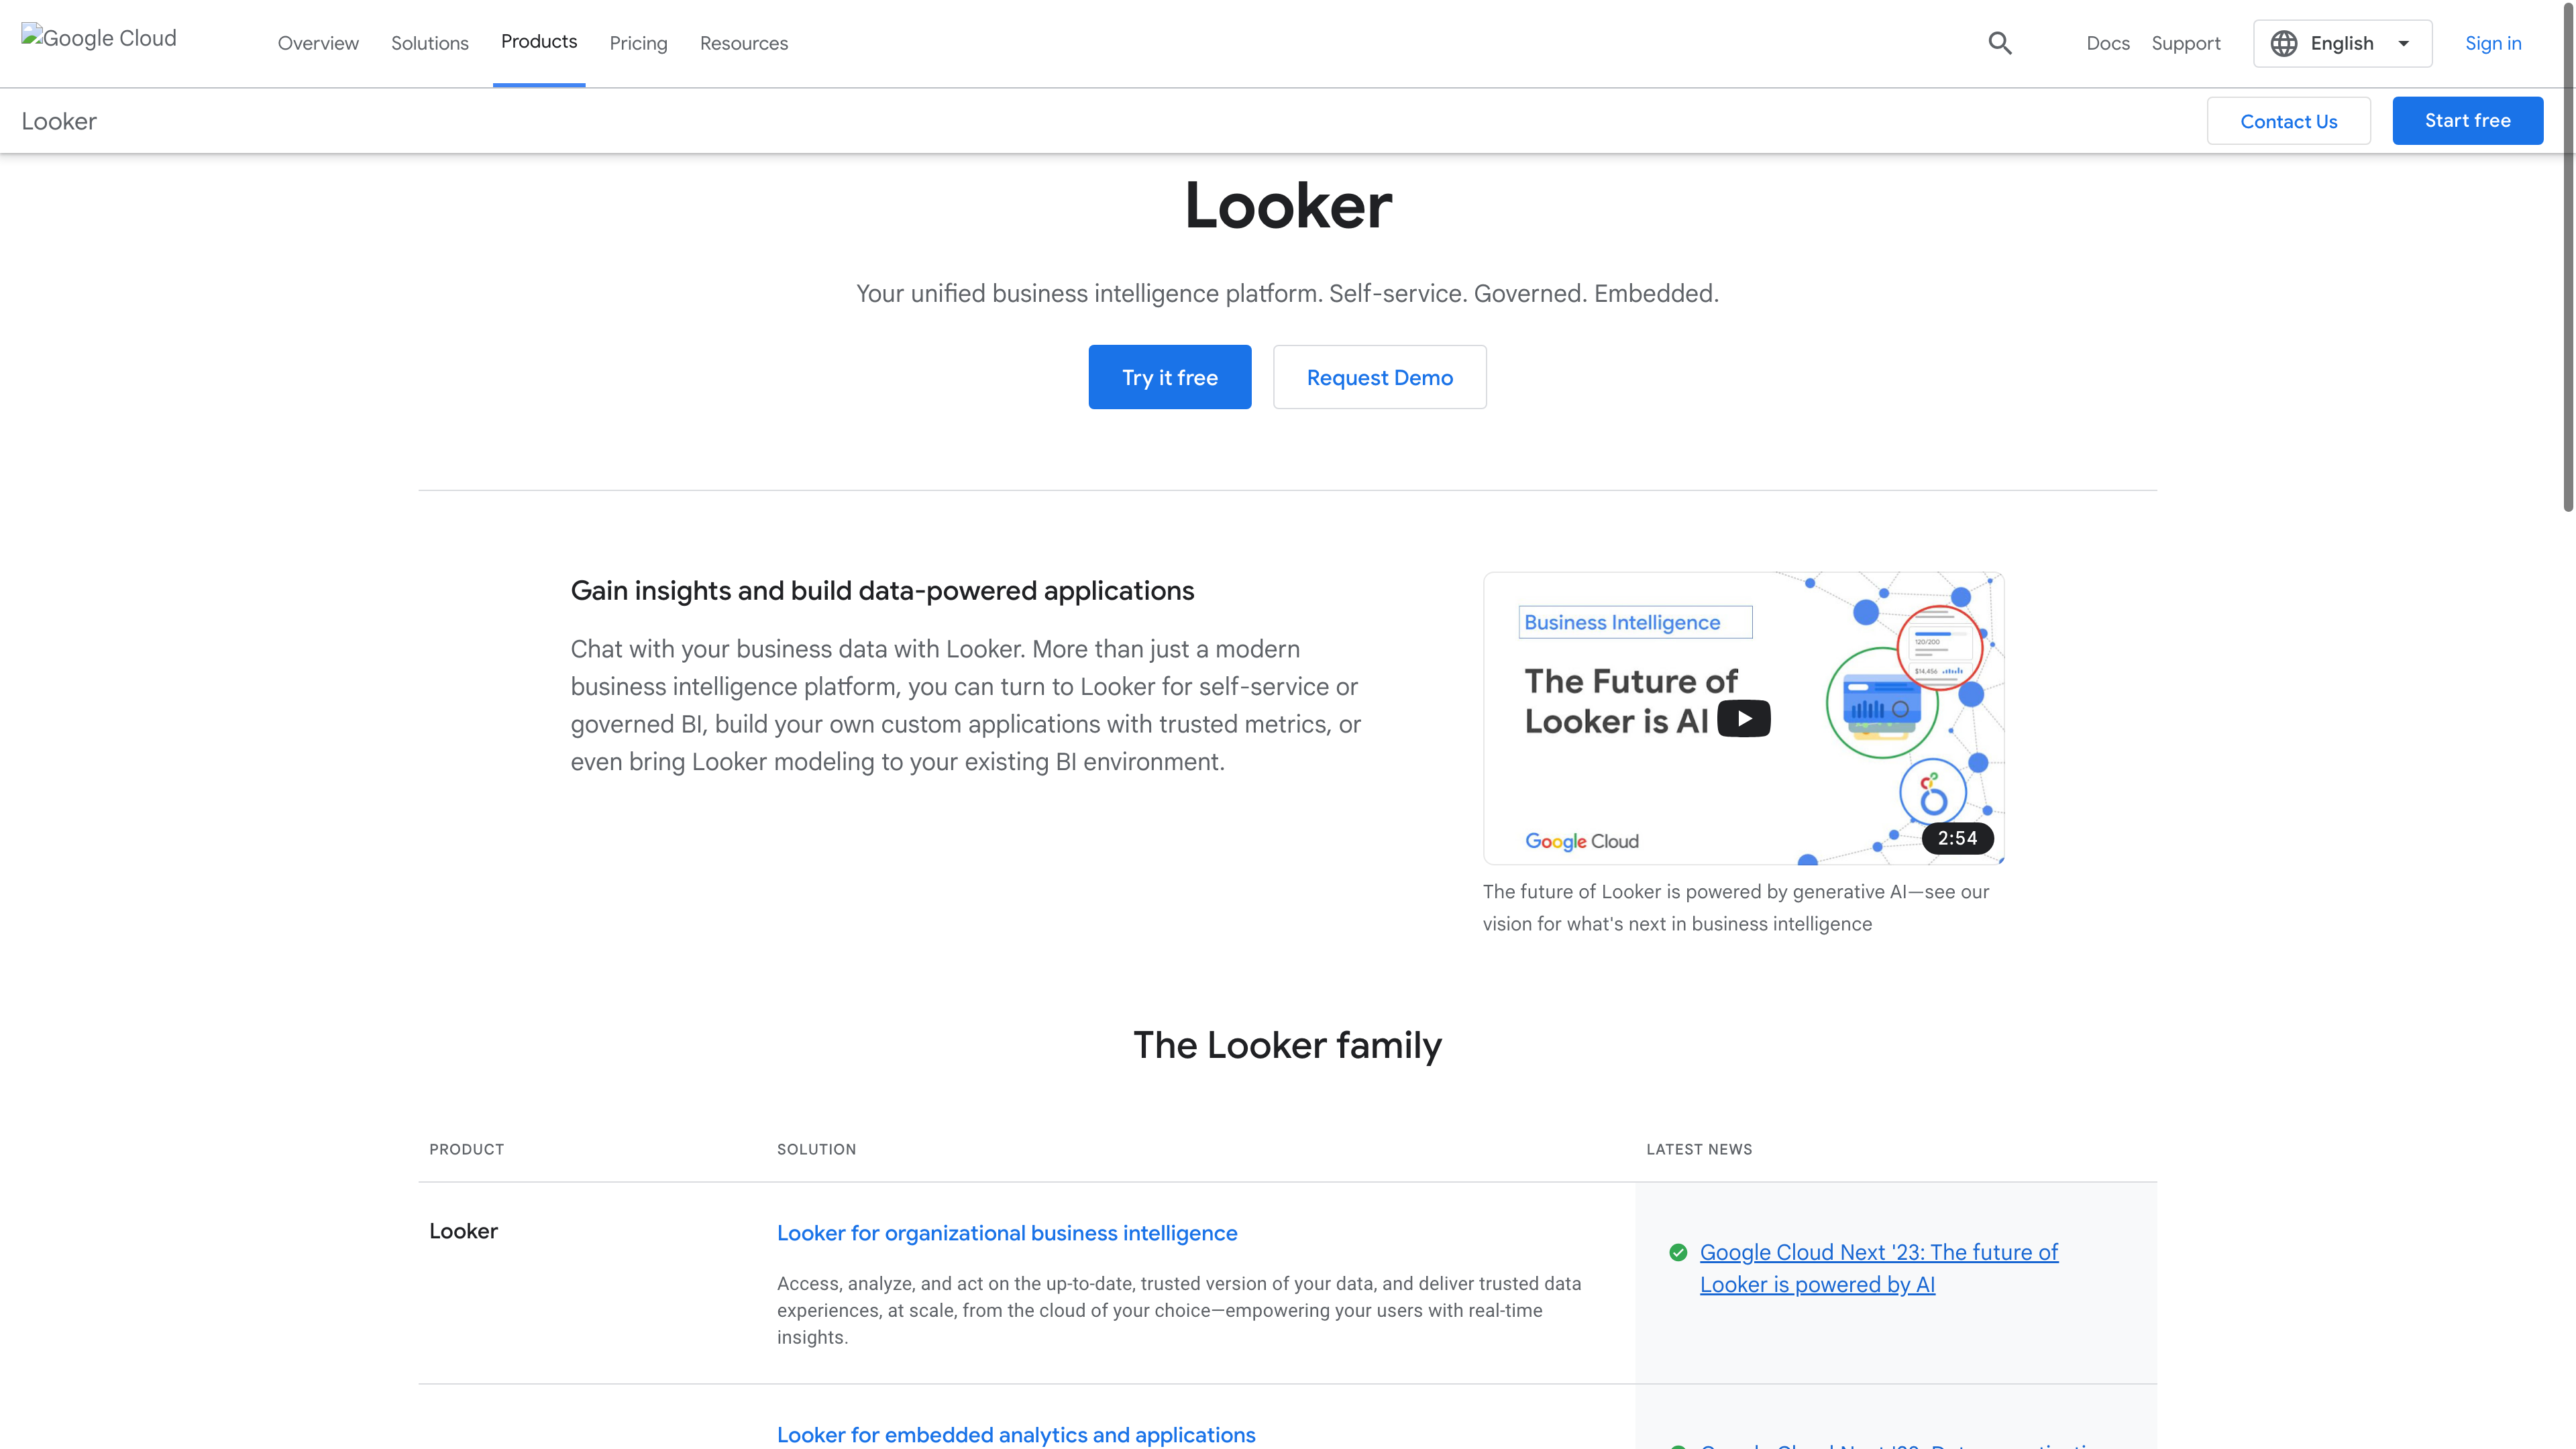 Google Cloud
Overview
Solutions
Products
Pricing
Resources
Docs
Support
English
Sign in
Looker
Contact Us
Start free
Looker
Your unified business intelligence platform. Self-service. Governed. Embedded.
Try it free
Request Demo
Gain insights and build data-powered applications
Chat with your business data with Looker. More than just a modern
business intelligence platform, you can turn to Looker for self-service or
governed BI, build your own custom applications with trusted metrics, or
even bring Looker modeling to your existing BI environment.
Business Intelligence
The Future of
Looker is AI
120/200
$14,456
Google Cloud
2:54
The future of Looker is powered by generative AI—see our
vision for what's next in business intelligence
The Looker family
PRODUCT
SOLUTION
LATEST NEWS
Looker
Looker for organizational business intelligence
Access, analyze, and act on the up-to-date, trusted version of your data, and deliver trusted data
experiences, at scale, from the cloud of your choice—empowering your users with real-time
insights.
Google Cloud Next '23: The future of
Looker is powered by AI
Looker for embedded analytics and applications